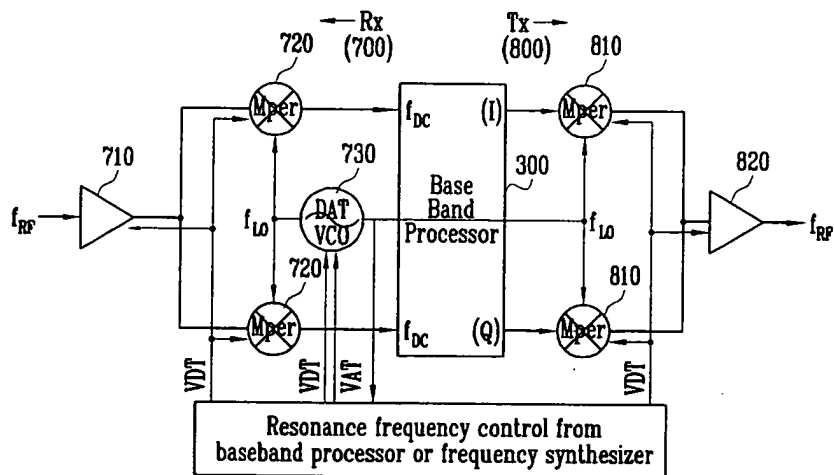 Rx
(700)
Tx
(800)
720
810
Mper
f_DC
(I)
Mper
710
730
300
820
f_RF
f_LO
DAT
VCO
Base
Band
Processor
f_LO
f_RF
720
810
Mper
f_DC
(Q)
Mper
VDT
VDT
VAT
VDT
Resonance frequency control from
baseband processor or frequency synthesizer